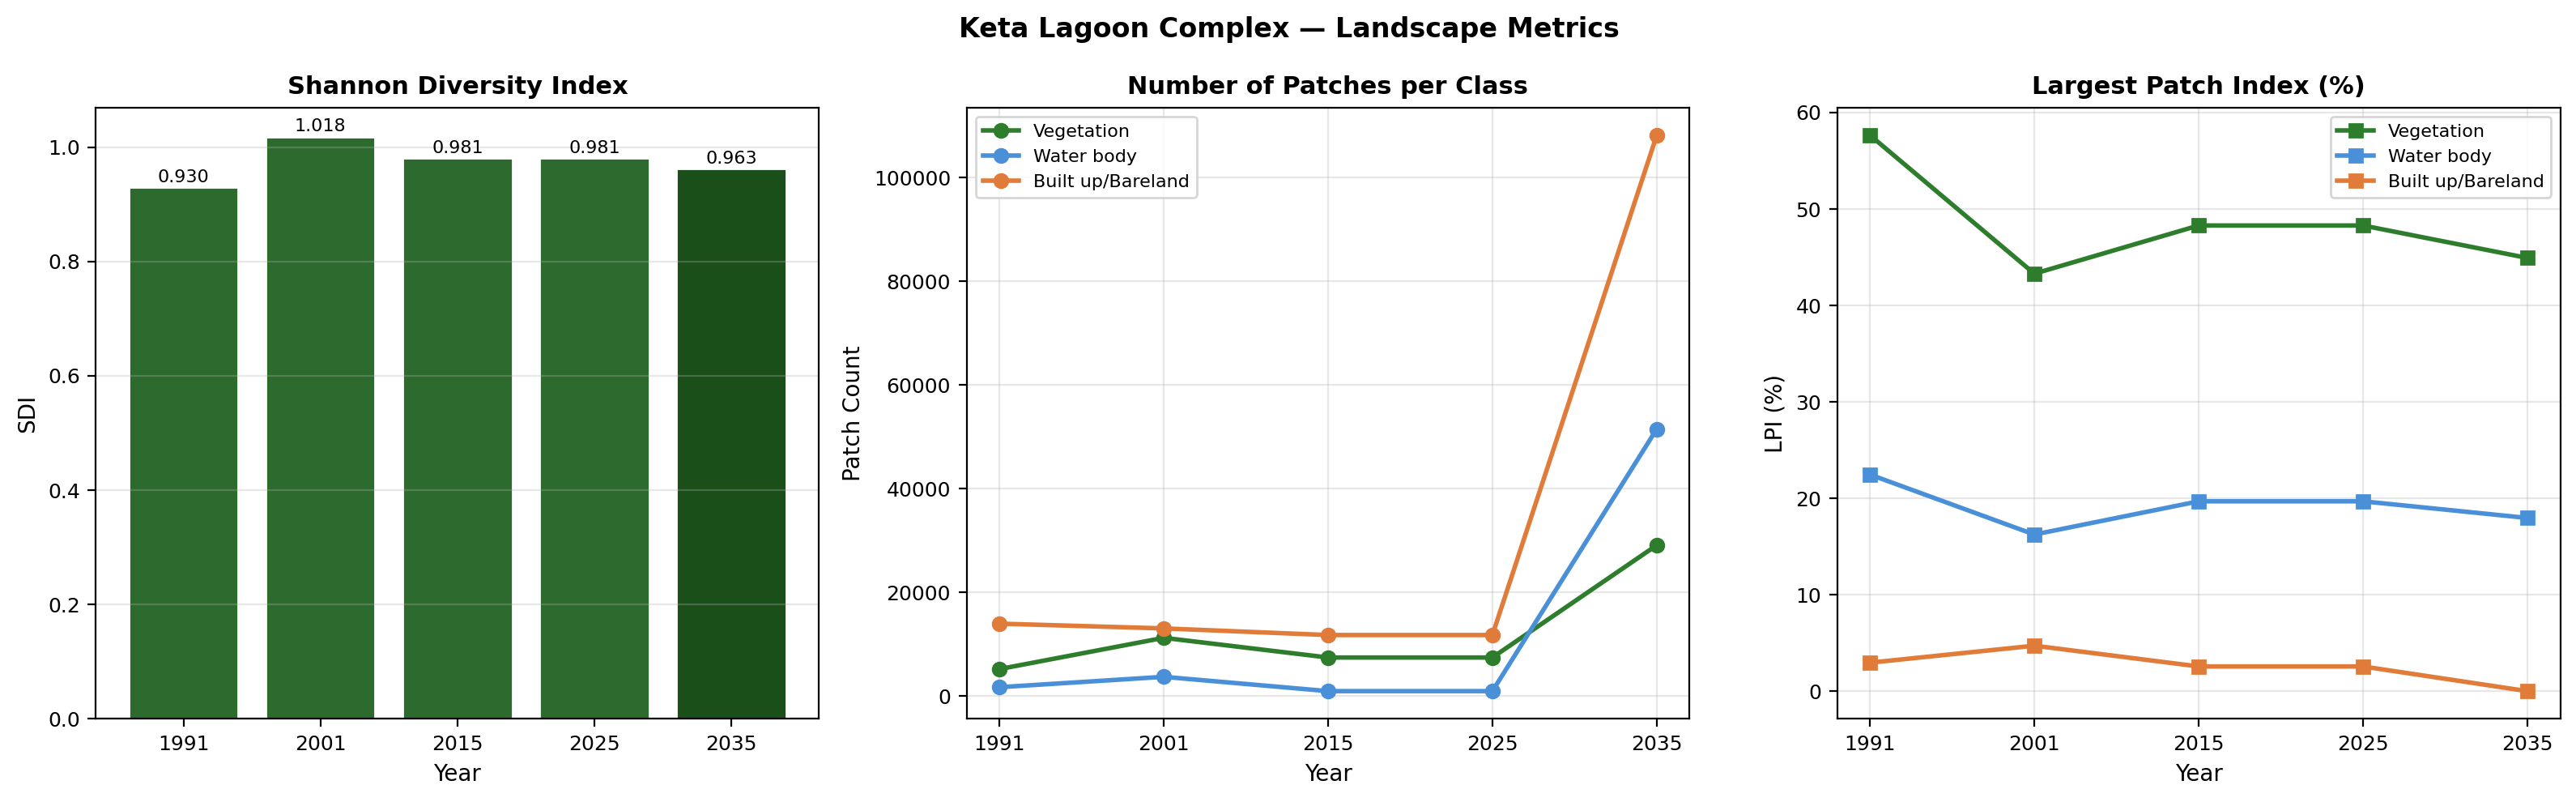 Keta Lagoon Complex — Landscape Metrics
Shannon Diversity Index
SDI
1.0
0.8
0.6
0.4
0.2
0.0
0.930
1.018
0.981
0.981
0.963
1991
2001
2015
2025
2035
Year
Number of Patches per Class
Vegetation
Water body
Built up/Bareland
Patch Count
100000
80000
60000
40000
20000
0
1991
2001
2015
2025
2035
Year
Largest Patch Index (%)
Vegetation
Water body
Built up/Bareland
LPI (%)
60
50
40
30
20
10
0
1991
2001
2015
2025
2035
Year